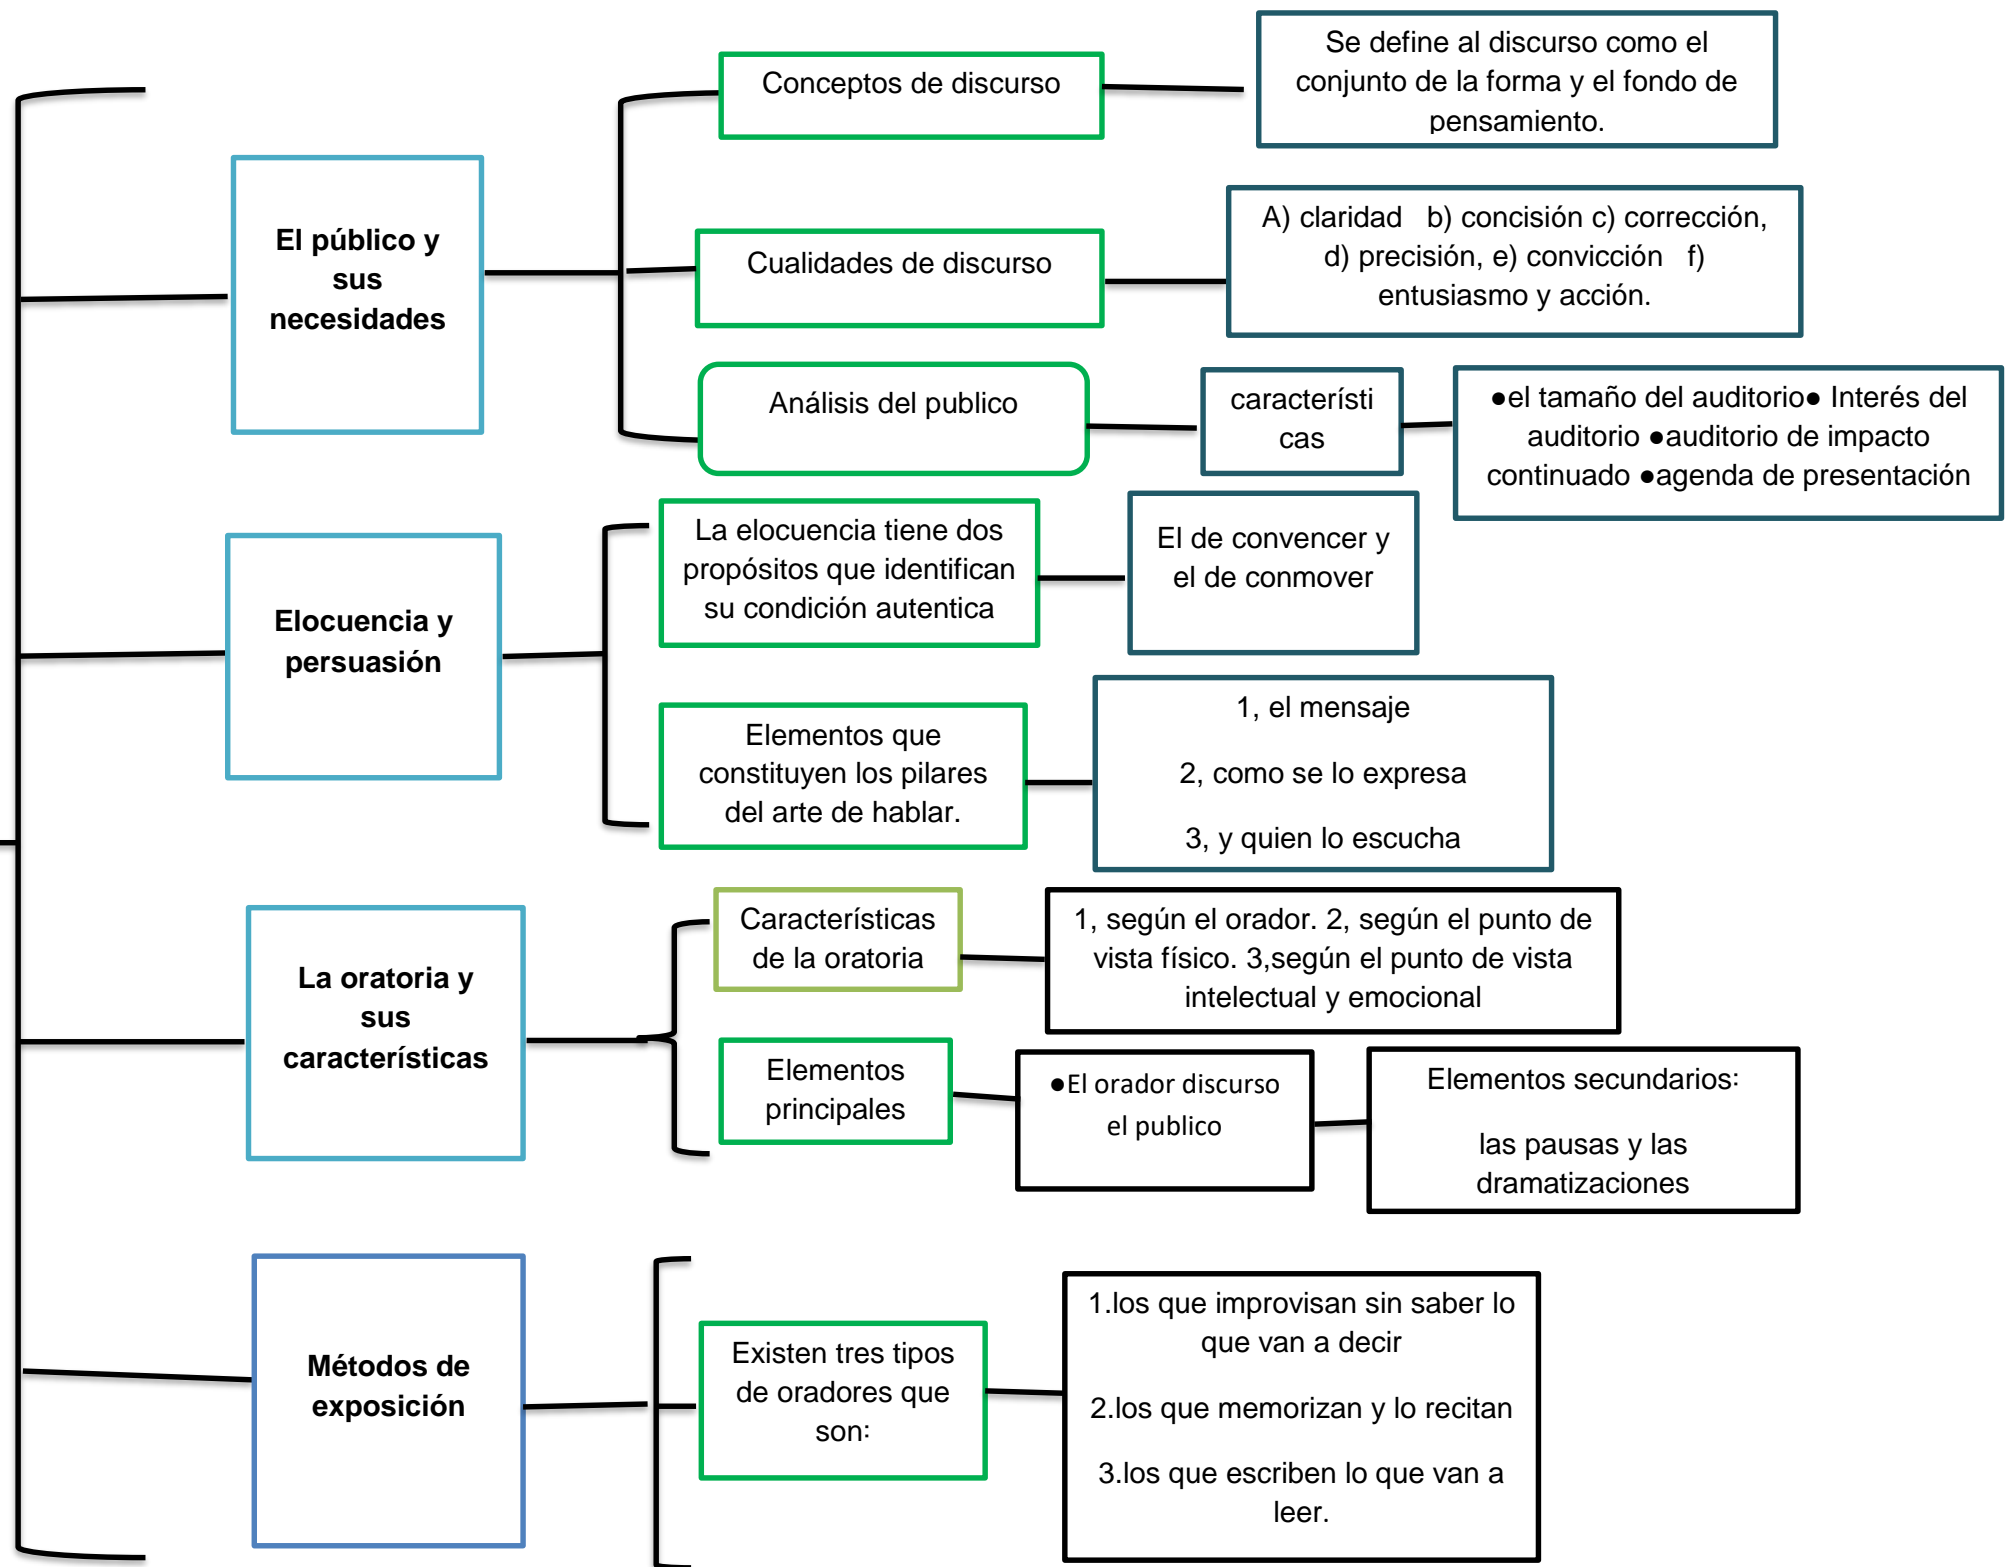 El público y
sus
necesidades
Conceptos de discurso
Se define al discurso como el
conjunto de la forma y el fondo de
pensamiento.
Cualidades de discurso
A) claridad   b) concisión c) corrección,
d) precisión, e) convicción   f)
entusiasmo y acción.
Análisis del publico
característi
cas
●el tamaño del auditorio● Interés del
auditorio ●auditorio de impacto
continuado ●agenda de presentación
Elocuencia y
persuasión
La elocuencia tiene dos
propósitos que identifican
su condición autentica
El de convencer y
el de conmover
Elementos que
constituyen los pilares
del arte de hablar.
1, el mensaje
2, como se lo expresa
3, y quien lo escucha
La oratoria y
sus
características
Características
de la oratoria
1, según el orador. 2, según el punto de
vista físico. 3,según el punto de vista
intelectual y emocional
Elementos
principales
●El orador discurso
el publico
Elementos secundarios:
las pausas y las
dramatizaciones
Métodos de
exposición
Existen tres tipos
de oradores que
son:
1.los que improvisan sin saber lo
que van a decir
2.los que memorizan y lo recitan
3.los que escriben lo que van a
leer.